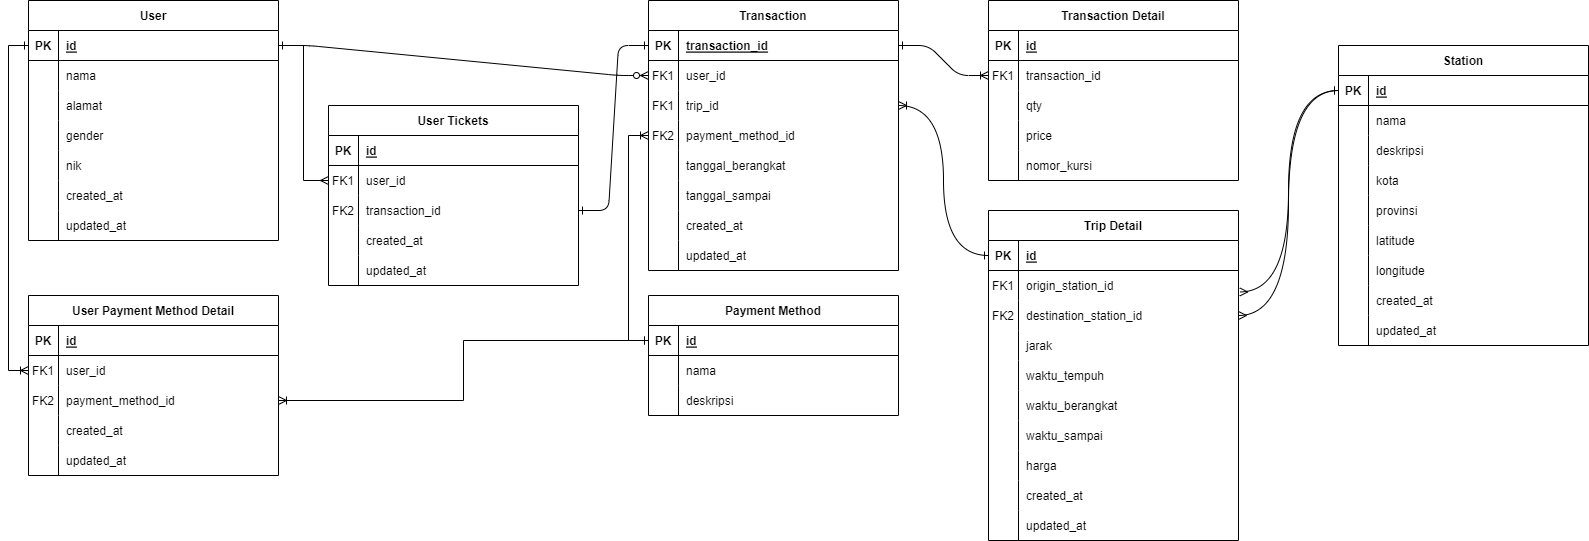 User
PK id
nama
alamat
gender
nik
created_at
updated_at
User Tickets
PK id
FK1 user_id
FK2 transaction_id
created_at
updated_at
User Payment Method Detail
PK id
FK1 user_id
FK2 payment_method_id
created_at
updated_at
Transaction
PK transaction_id
FK1 user_id
FK1 trip_id
FK2 payment_method_id
tanggal_berangkat
tanggal_sampai
created_at
updated_at
Payment Method
PK id
nama
deskripsi
Transaction Detail
PK id
FK1 transaction_id
qty
price
nomor_kursi
Trip Detail
PK id
FK1 origin_station_id
FK2 destination_station_id
jarak
waktu_tempuh
waktu_berangkat
waktu_sampai
harga
created_at
updated_at
Station
PK id
nama
deskripsi
kota
provinsi
latitude
longitude
created_at
updated_at